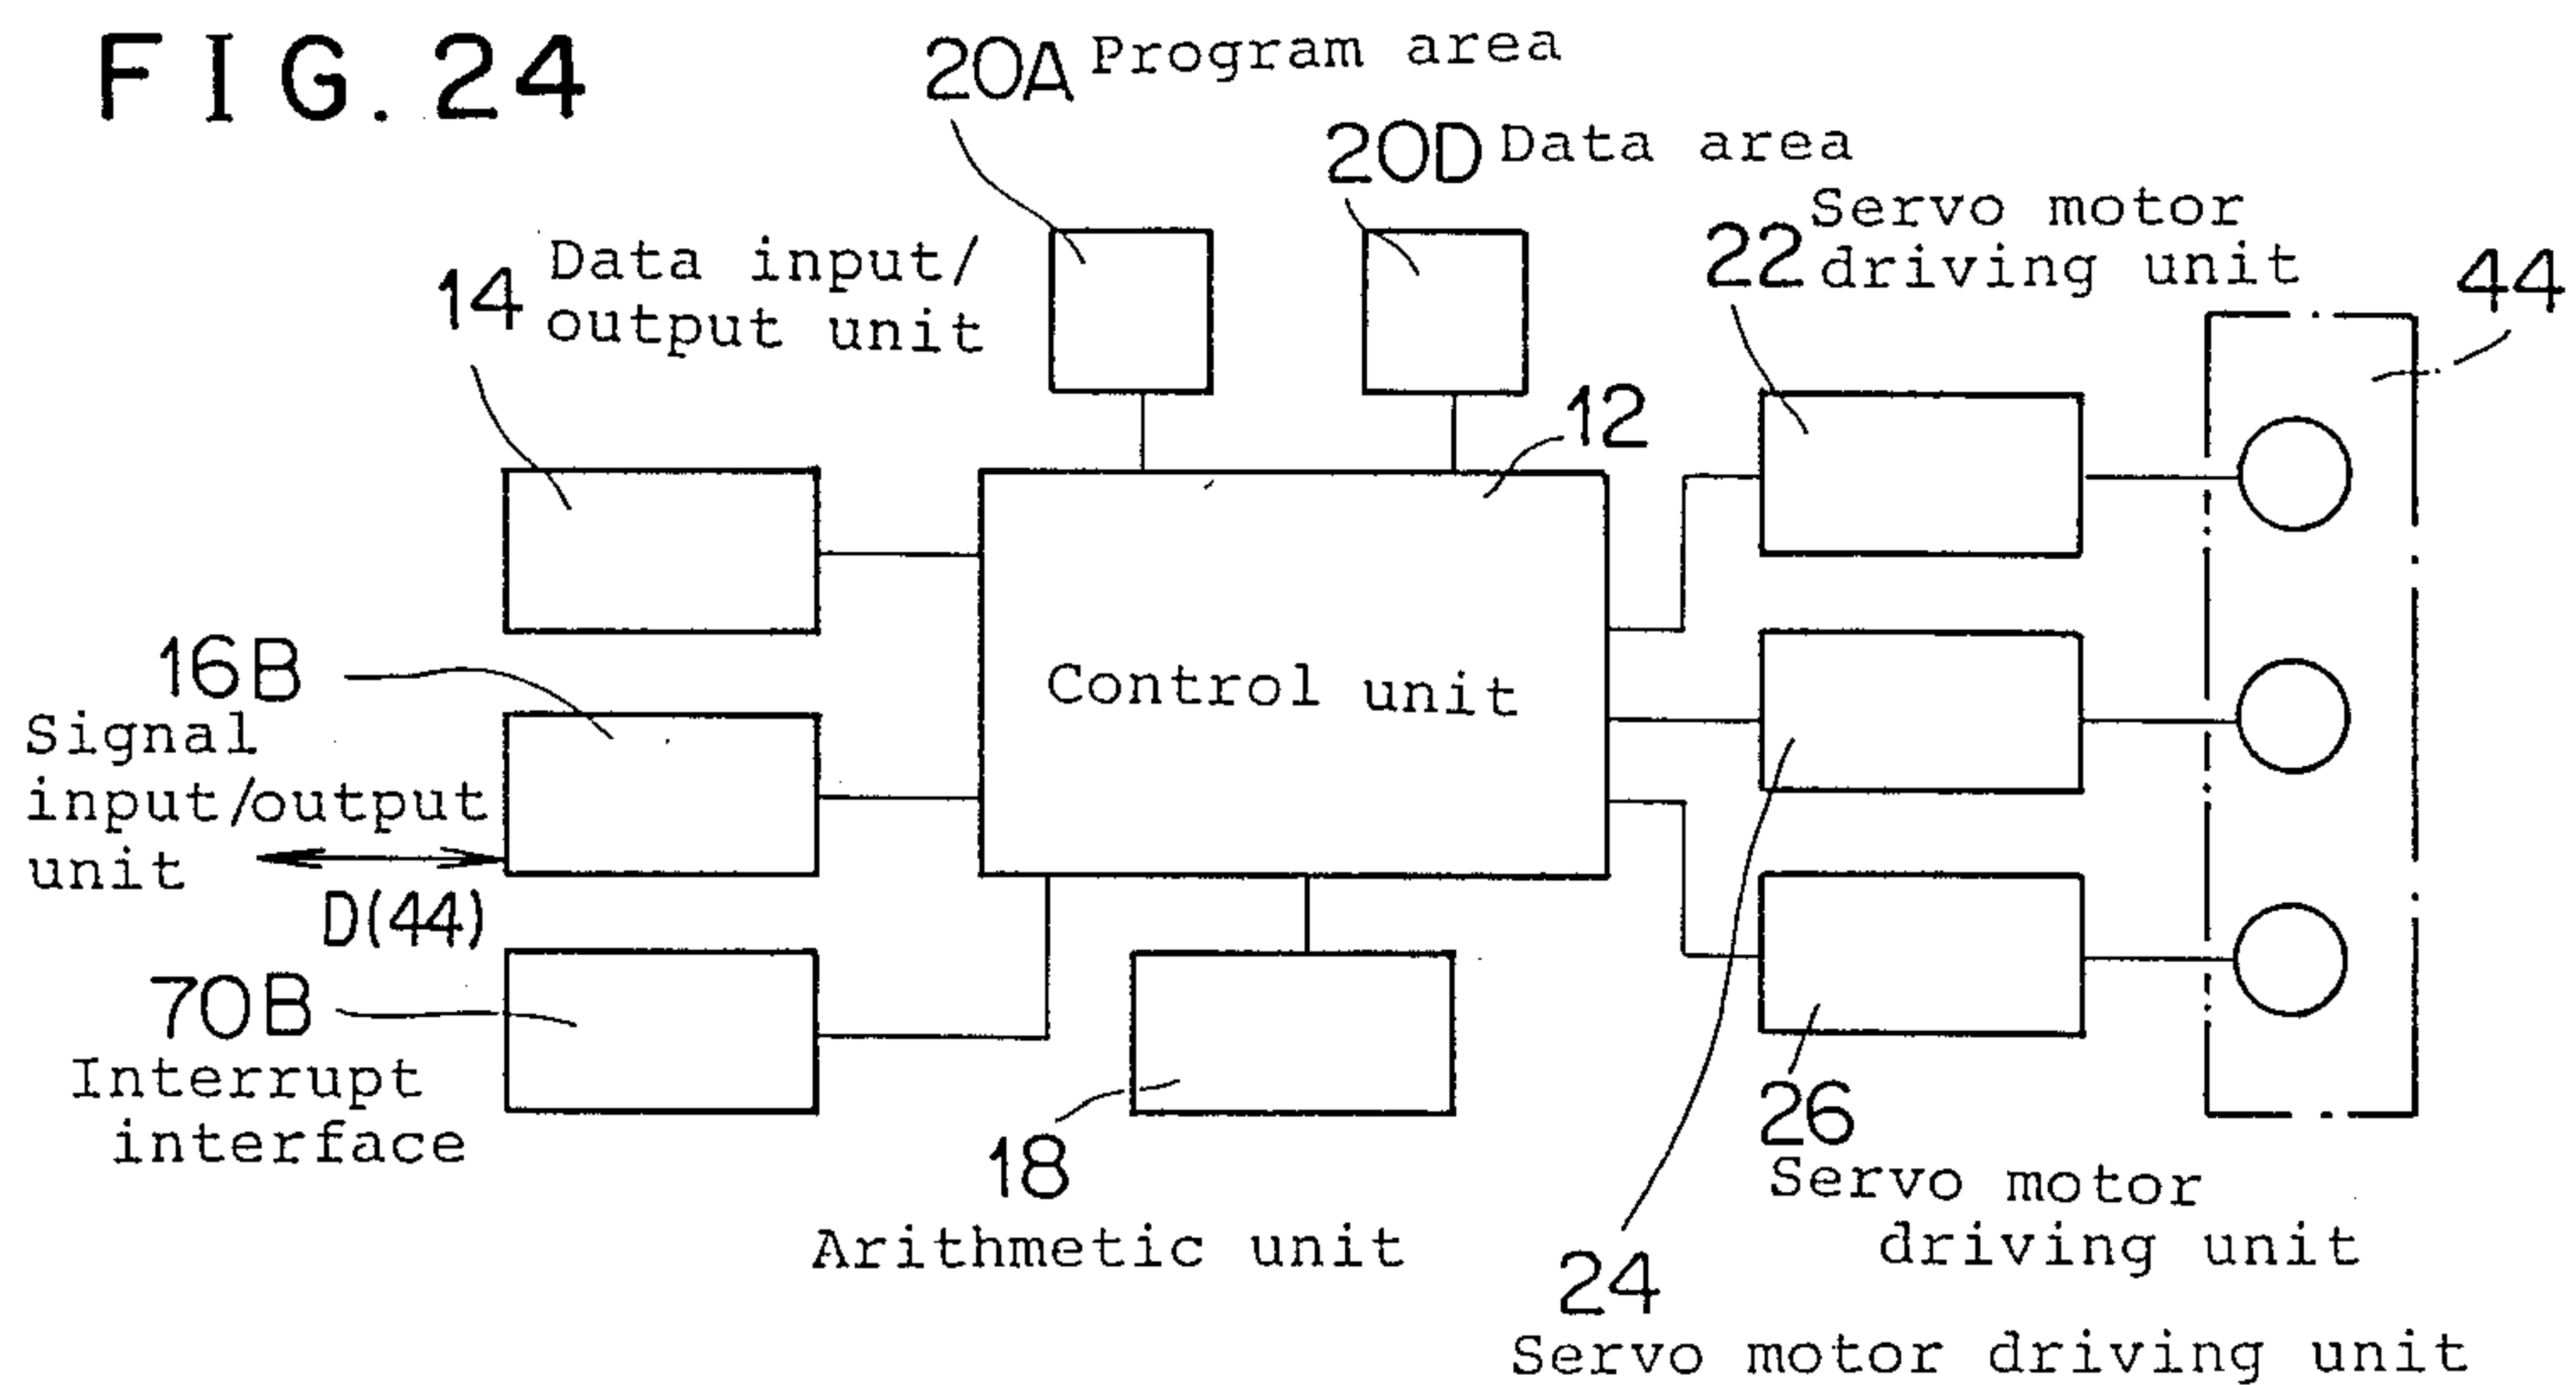 FIG. 24
20A Program area
20D Data area
14 Data input/
output unit
22 Servo motor
driving unit
44
12
16B
Signal
input/output
unit
D(44)
Control unit
70B
Interrupt
interface
18
Arithmetic unit
26
Servo motor
driving unit
24
Servo motor driving unit